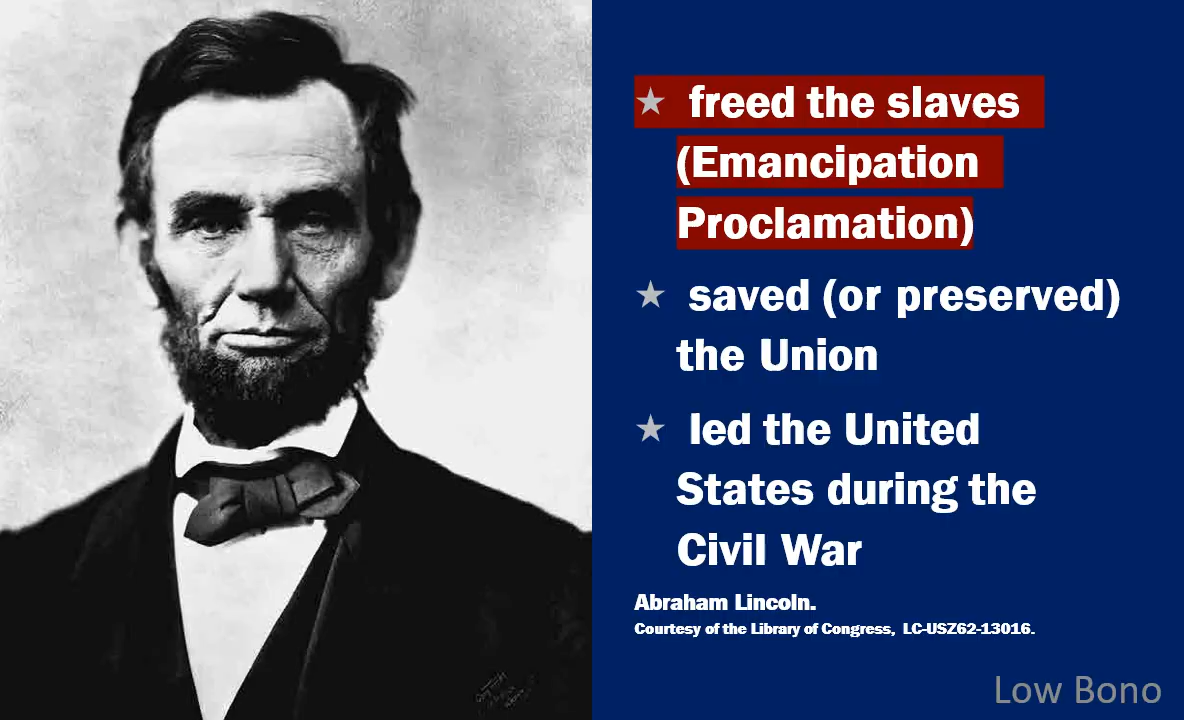 ★ freed the slaves
(Emancipation
Proclamation)
★ saved (or preserved)
the Union
★ led the United
States during the
Civil War
Abraham Lincoln.
Courtesy of the Library of Congress, LC-USZ62-13016.
Low Bono